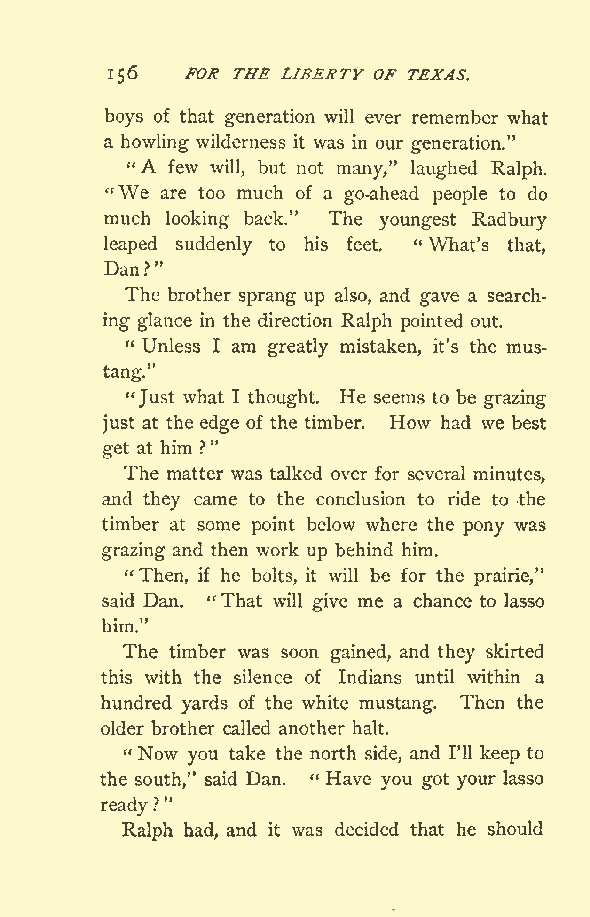 156 FOR THE LIBERTY OF TEXAS.
boys of that generation will ever remember what
a howling wilderness it was in our generation."
"A few will, but not many," laughed Ralph.
"We are too much of a go-ahead people to do
much looking back." The youngest Radbury
leaped suddenly to his feet. "What's that,
Dan?"
The brother sprang up also, and gave a search-
ing glance in the direction Ralph pointed out.
"Unless I am greatly mistaken, it's the mus-
tang."
"Just what I thought. He seems to be grazing
just at the edge of the timber. How had we best
get at him?"
The matter was talked over for several minutes,
and they came to the conclusion to ride to the
timber at some point below where the pony was
grazing and then work up behind him.
"Then, if he bolts, it will be for the prairie,"
said Dan. "That will give me a chance to lasso
him."
The timber was soon gained, and they skirted
this with the silence of Indians until within a
hundred yards of the white mustang. Then the
older brother called another halt.
"Now you take the north side, and I'll keep to
the south," said Dan. "Have you got your lasso
ready?"
Ralph had, and it was decided that he should